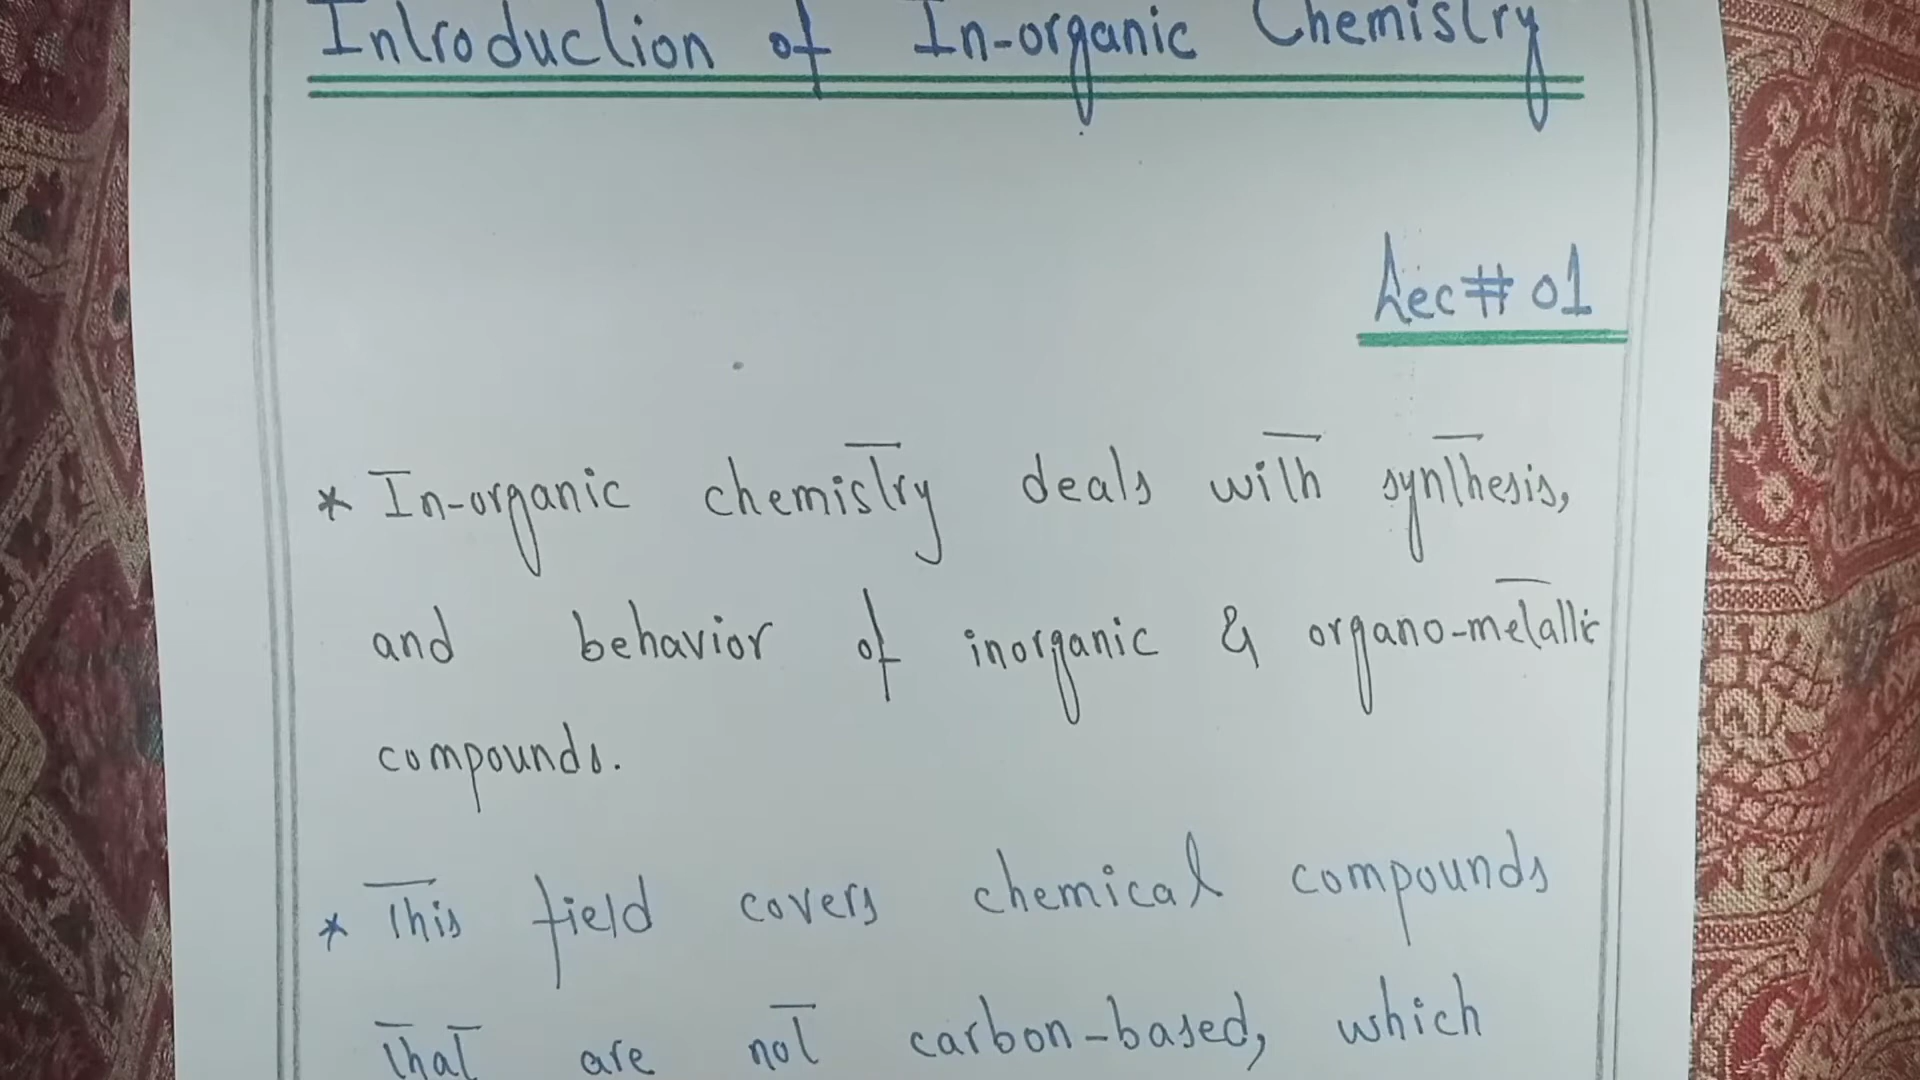 Introduction of In-organic Chemistry
Lec# 01
* In-organic chemistry deals with synthesis,
and behavior of inorganic & organo-metallic
compounds.
* This field covers chemical compounds
that are not carbon-based, which